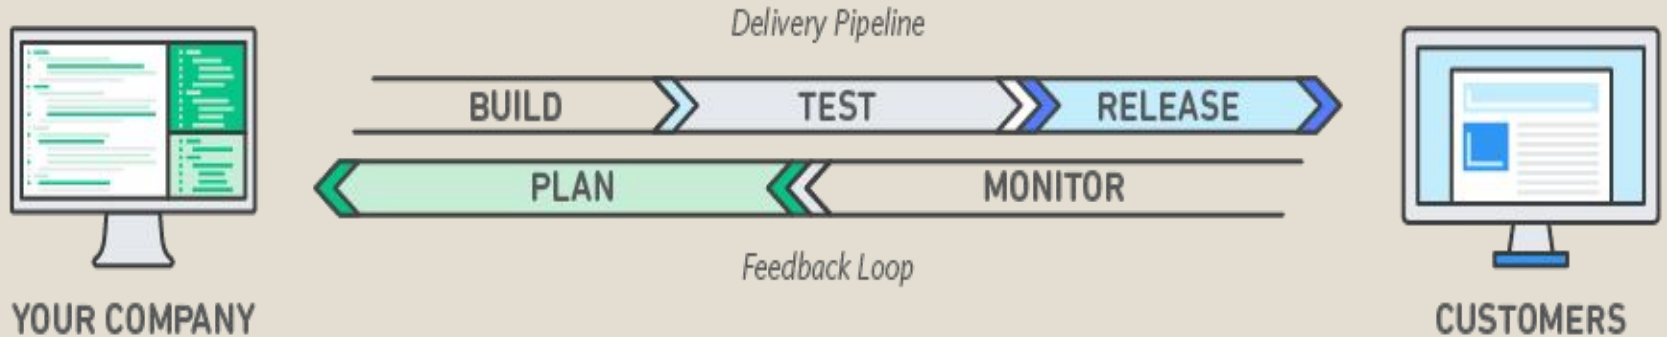 Delivery Pipeline
BUILD TEST RELEASE
PLAN MONITOR
Feedback Loop
YOUR COMPANY CUSTOMERS